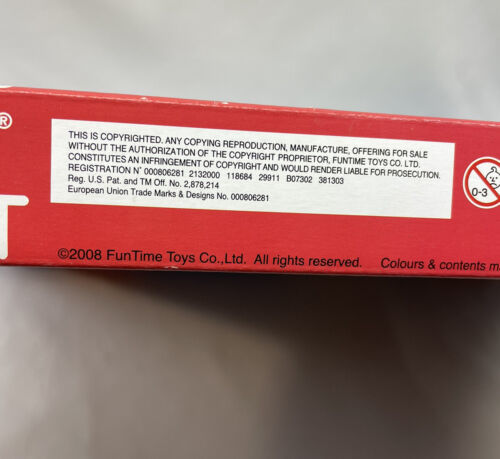 ®
THIS IS COPYRIGHTED. ANY COPYING REPRODUCTION, MANUFACTURE, OFFERING FOR SALE
WITHOUT THE AUTHORIZATION OF THE COPYRIGHT PROPRIETOR, FUNTIME TOYS CO. LTD.
CONSTITUTES AN INFRINGEMENT OF COPYRIGHT AND WOULD RENDER LIABLE FOR PROSECUTION.
REGISTRATION N° 000806281 2132000 118684 29911 B07302 381303
Reg. U.S. Pat. and TM Off. No. 2,878,214
European Union Trade Marks & Designs No. 000806281
0-3
©2008 FunTime Toys Co.,Ltd. All rights reserved.
Colours & contents m